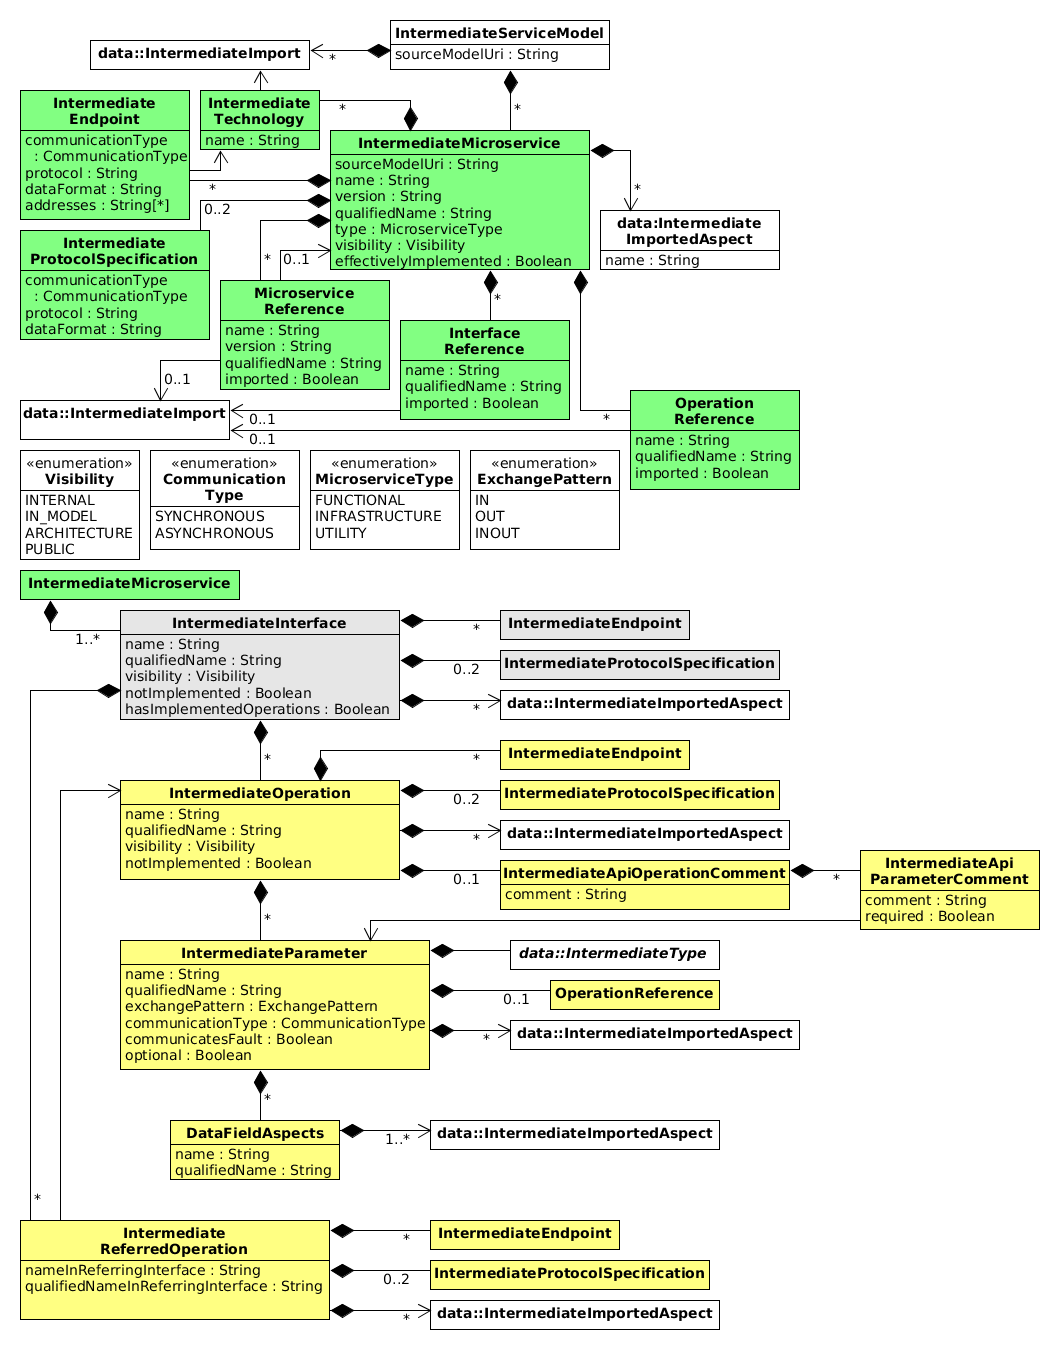 IntermediateServiceModel
sourceModelUri : String
data::IntermediateImport
*
*
Intermediate
Endpoint
communicationType
: CommunicationType
protocol : String
dataFormat : String
addresses : String[*]
Intermediate
Technology
name : String
*
IntermediateMicroservice
sourceModelUri : String
name : String
version : String
qualifiedName : String
type : MicroserviceType
visibility : Visibility
effectivelyImplemented : Boolean
*
0..2
*
0..1
*
*
data:Intermediate
ImportedAspect
name : String
Intermediate
ProtocolSpecification
communicationType
: CommunicationType
protocol : String
dataFormat : String
Microservice
Reference
name : String
version : String
qualifiedName : String
imported : Boolean
Interface
Reference
name : String
qualifiedName : String
imported : Boolean
0..1
data::IntermediateImport
0..1
0..1
*
Operation
Reference
name : String
qualifiedName : String
imported : Boolean
«enumeration»
Visibility
INTERNAL
IN_MODEL
ARCHITECTURE
PUBLIC
«enumeration»
Communication
Type
SYNCHRONOUS
ASYNCHRONOUS
«enumeration»
MicroserviceType
FUNCTIONAL
INFRASTRUCTURE
UTILITY
«enumeration»
ExchangePattern
IN
OUT
INOUT
IntermediateMicroservice
1..*
IntermediateInterface
name : String
qualifiedName : String
visibility : Visibility
notImplemented : Boolean
hasImplementedOperations : Boolean
*
IntermediateEndpoint
0..2
IntermediateProtocolSpecification
*
data::IntermediateImportedAspect
*
*
IntermediateEndpoint
IntermediateOperation
name : String
qualifiedName : String
visibility : Visibility
notImplemented : Boolean
0..2
IntermediateProtocolSpecification
*
data::IntermediateImportedAspect
0..1
IntermediateApiOperationComment
comment : String
*
IntermediateApi
ParameterComment
comment : String
required : Boolean
*
IntermediateParameter
name : String
qualifiedName : String
exchangePattern : ExchangePattern
communicationType : CommunicationType
communicatesFault : Boolean
optional : Boolean
data::IntermediateType
0..1
OperationReference
*
data::IntermediateImportedAspect
*
DataFieldAspects
name : String
qualifiedName : String
1..*
data::IntermediateImportedAspect
*
Intermediate
ReferredOperation
nameInReferringInterface : String
qualifiedNameInReferringInterface : String
*
IntermediateEndpoint
0..2
IntermediateProtocolSpecification
*
data::IntermediateImportedAspect